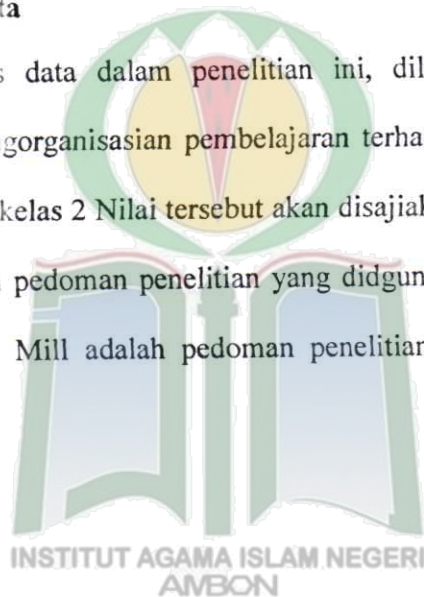 ta
s data dalam penelitian ini, dil
gorganisasian pembelajaran terha
kelas 2 Nilai tersebut akan disajiak
pedoman penelitian yang didgun
Mill adalah pedoman penelitian
INSTITUT AGAMA ISLAM NEGERI
AMBON